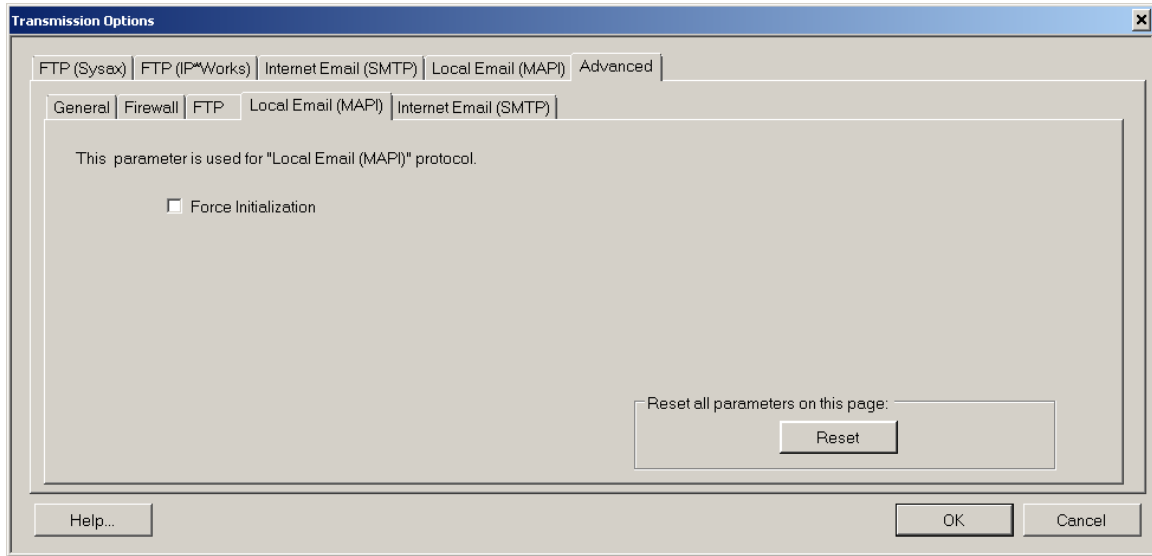 Transmission Options
FTP (Sysax) FTP (IP*Works) Internet Email (SMTP) Local Email (MAPI) Advanced
General Firewall FTP Local Email (MAPI) Internet Email (SMTP)
This parameter is used for "Local Email (MAPI)" protocol.
Force Initialization
Reset all parameters on this page:
Reset
Help... OK Cancel